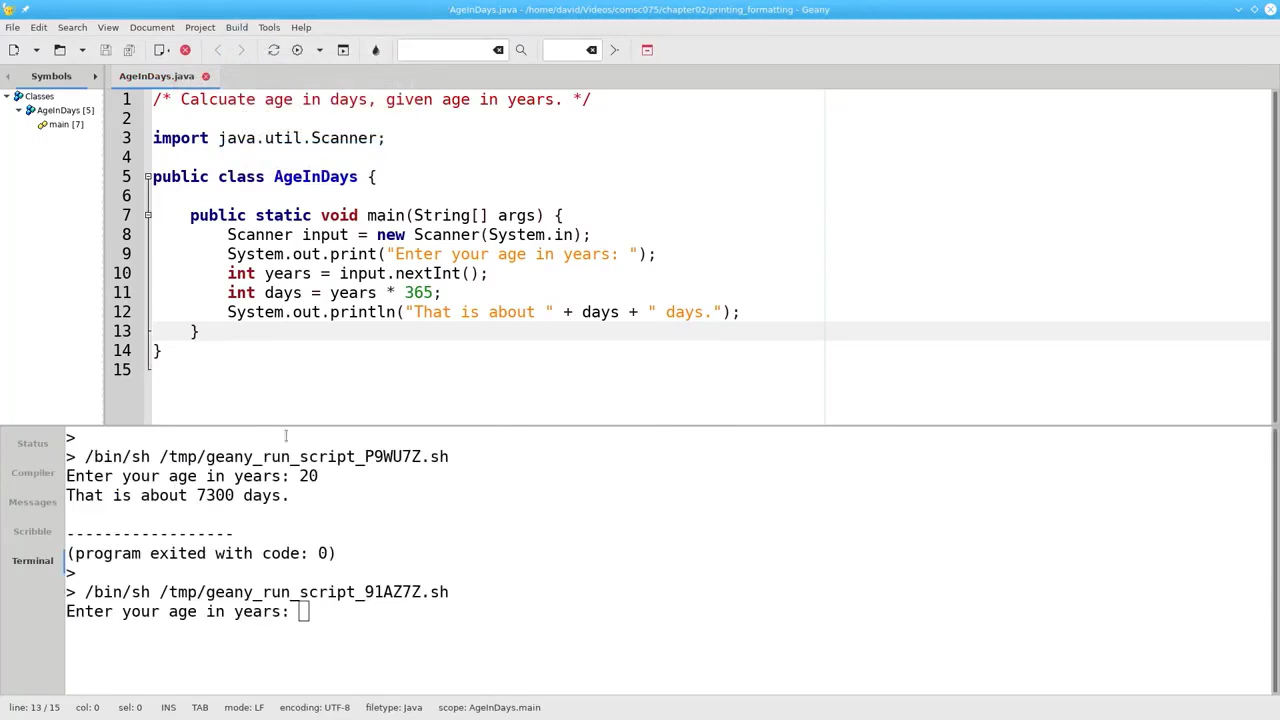 AgeInDays.java - /home/david/Videos/comsc075/chapter02/printing_formatting - Geany
File Edit Search View Document Project Build Tools Help
Symbols AgeInDays.java
Classes
AgeInDays [5]
main [7]
1 /* Calcuate age in days, given age in years. */
2
3 import java.util.Scanner;
4
5 public class AgeInDays {
6
7 public static void main(String[] args) {
8 Scanner input = new Scanner(System.in);
9 System.out.print("Enter your age in years: ");
10 int years = input.nextInt();
11 int days = years * 365;
12 System.out.println("That is about " + days + " days.");
13 }
14 }
15
Status
Compiler
Messages
Scribble
Terminal
>
> /bin/sh /tmp/geany_run_script_P9WU7Z.sh
Enter your age in years: 20
That is about 7300 days.
------------------
(program exited with code: 0)
>
> /bin/sh /tmp/geany_run_script_91AZ7Z.sh
Enter your age in years:
line: 13 / 15 col: 0 sel: 0 INS TAB mode: LF encoding: UTF-8 filetype: Java scope: AgeInDays.main